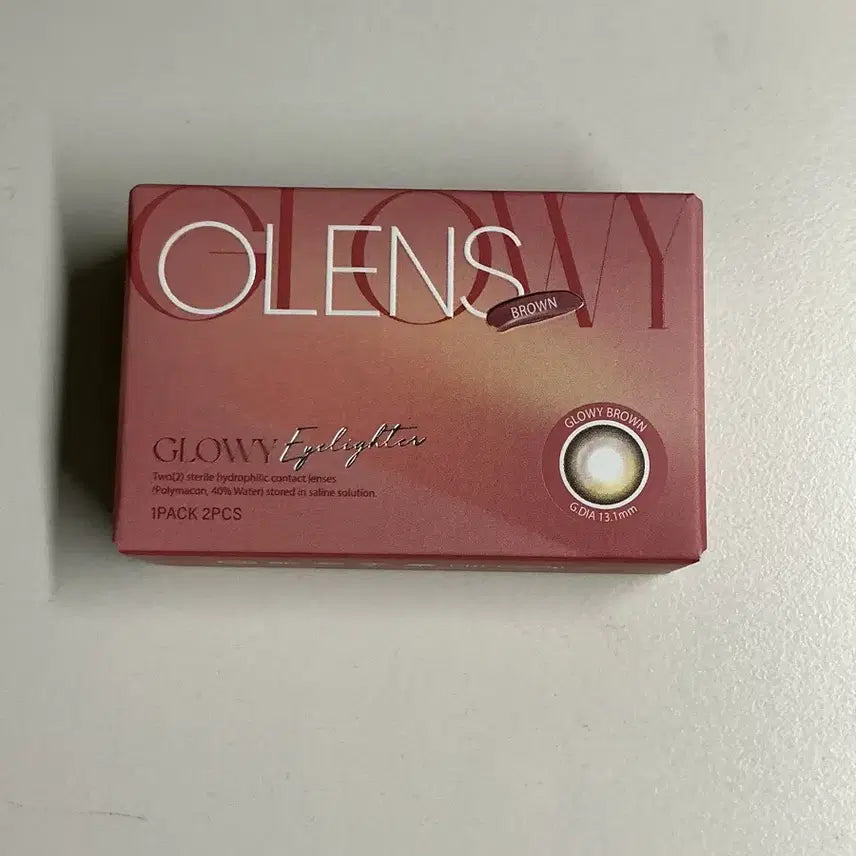 GLOWY
OLENS
BROWN
GLOWY Eyelighter
Two(2) sterile hydrophilic contact lenses
(Polymacon, 40% Water) stored in saline solution.
1PACK 2PCS
GLOWY BROWN
G.DIA 13.1mm